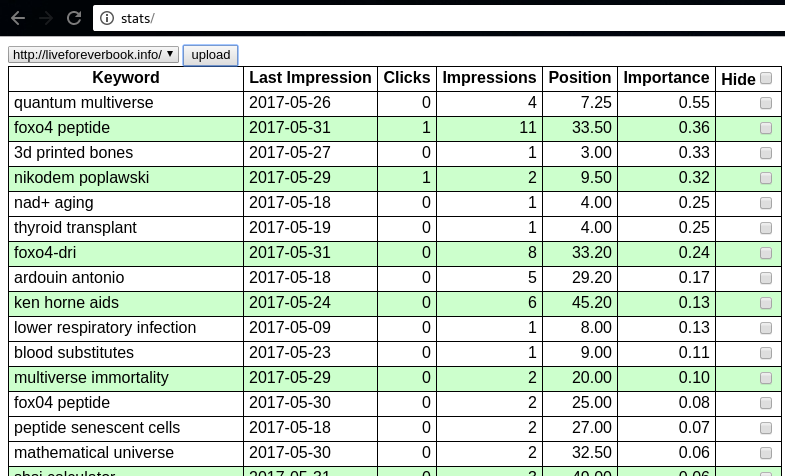 stats/
http://liveforeverbook.info/ upload
Keyword Last Impression Clicks Impressions Position Importance Hide
quantum multiverse 2017-05-26 0 4 7.25 0.55
foxo4 peptide 2017-05-31 1 11 33.50 0.36
3d printed bones 2017-05-27 0 1 3.00 0.33
nikodem poplawski 2017-05-29 1 2 9.50 0.32
nad+ aging 2017-05-18 0 1 4.00 0.25
thyroid transplant 2017-05-19 0 1 4.00 0.25
foxo4-dri 2017-05-31 0 8 33.20 0.24
ardouin antonio 2017-05-18 0 5 29.20 0.17
ken horne aids 2017-05-24 0 6 45.20 0.13
lower respiratory infection 2017-05-09 0 1 8.00 0.13
blood substitutes 2017-05-23 0 1 9.00 0.11
multiverse immortality 2017-05-29 0 2 20.00 0.10
fox04 peptide 2017-05-30 0 2 25.00 0.08
peptide senescent cells 2017-05-18 0 2 27.00 0.07
mathematical universe 2017-05-30 0 2 32.50 0.06